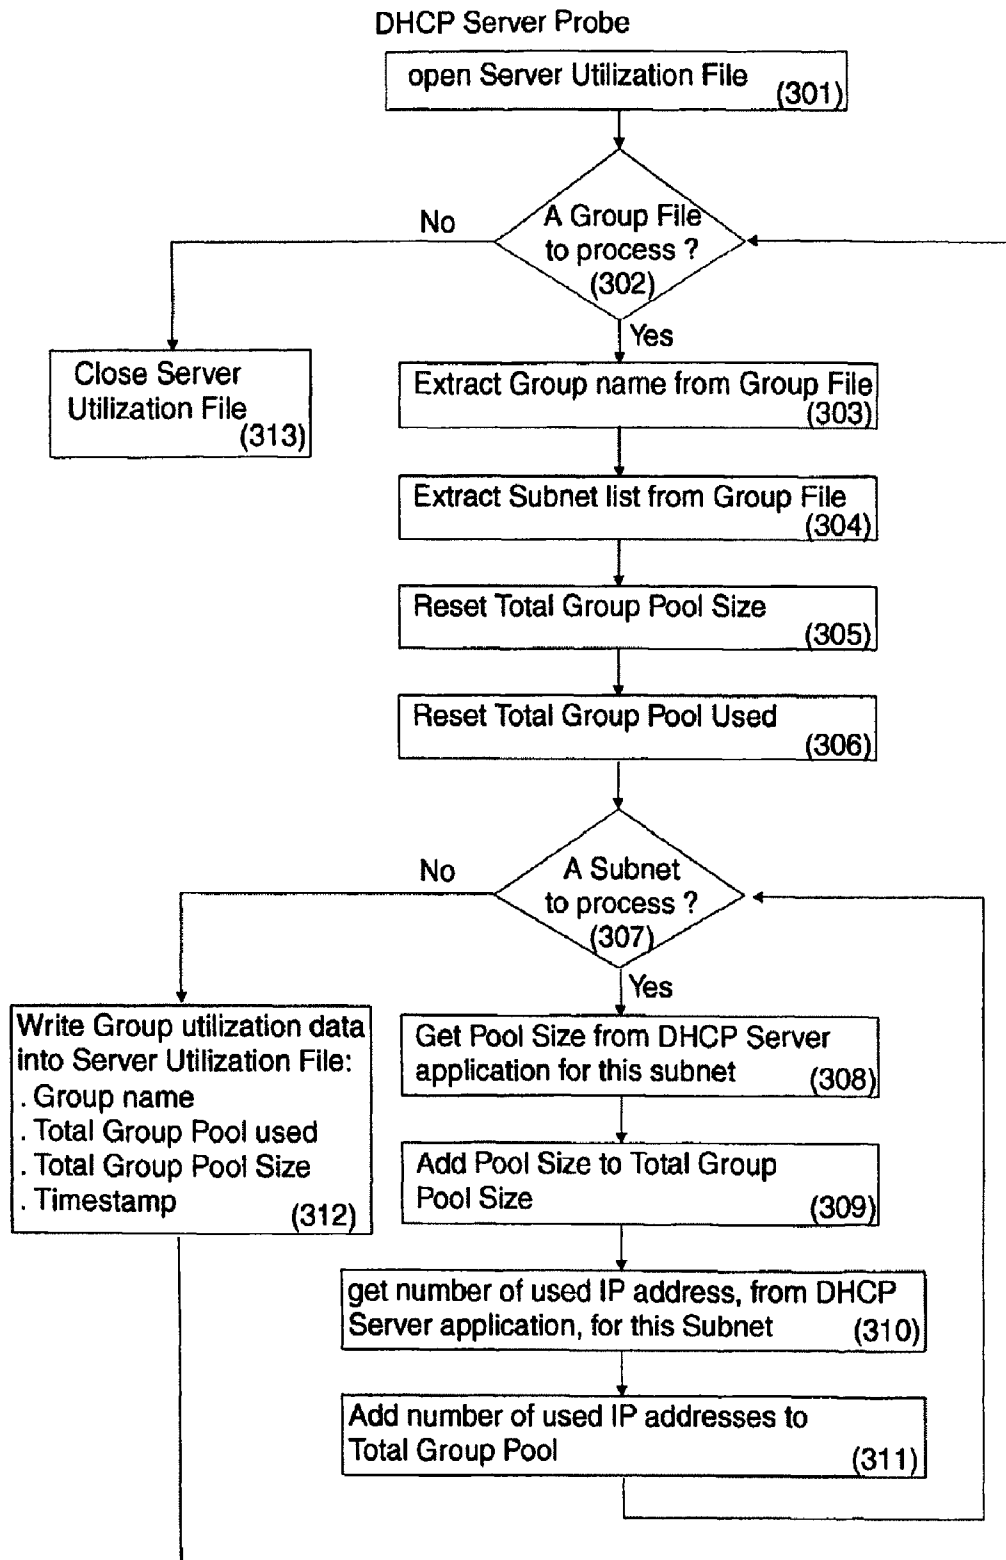 DHCP Server Probe
open Server Utilization File
(301)
A Group File
to process ?
(302)
No
Yes
Close Server
Utilization File
(313)
Extract Group name from Group File
(303)
Extract Subnet list from Group File
(304)
Reset Total Group Pool Size
(305)
Reset Total Group Pool Used
(306)
A Subnet
to process ?
(307)
No
Yes
Write Group utilization data
into Server Utilization File:
. Group name
. Total Group Pool used
. Total Group Pool Size
. Timestamp
(312)
Get Pool Size from DHCP Server
application for this subnet
(308)
Add Pool Size to Total Group
Pool Size
(309)
get number of used IP address, from DHCP
Server application, for this Subnet
(310)
Add number of used IP addresses to
Total Group Pool
(311)